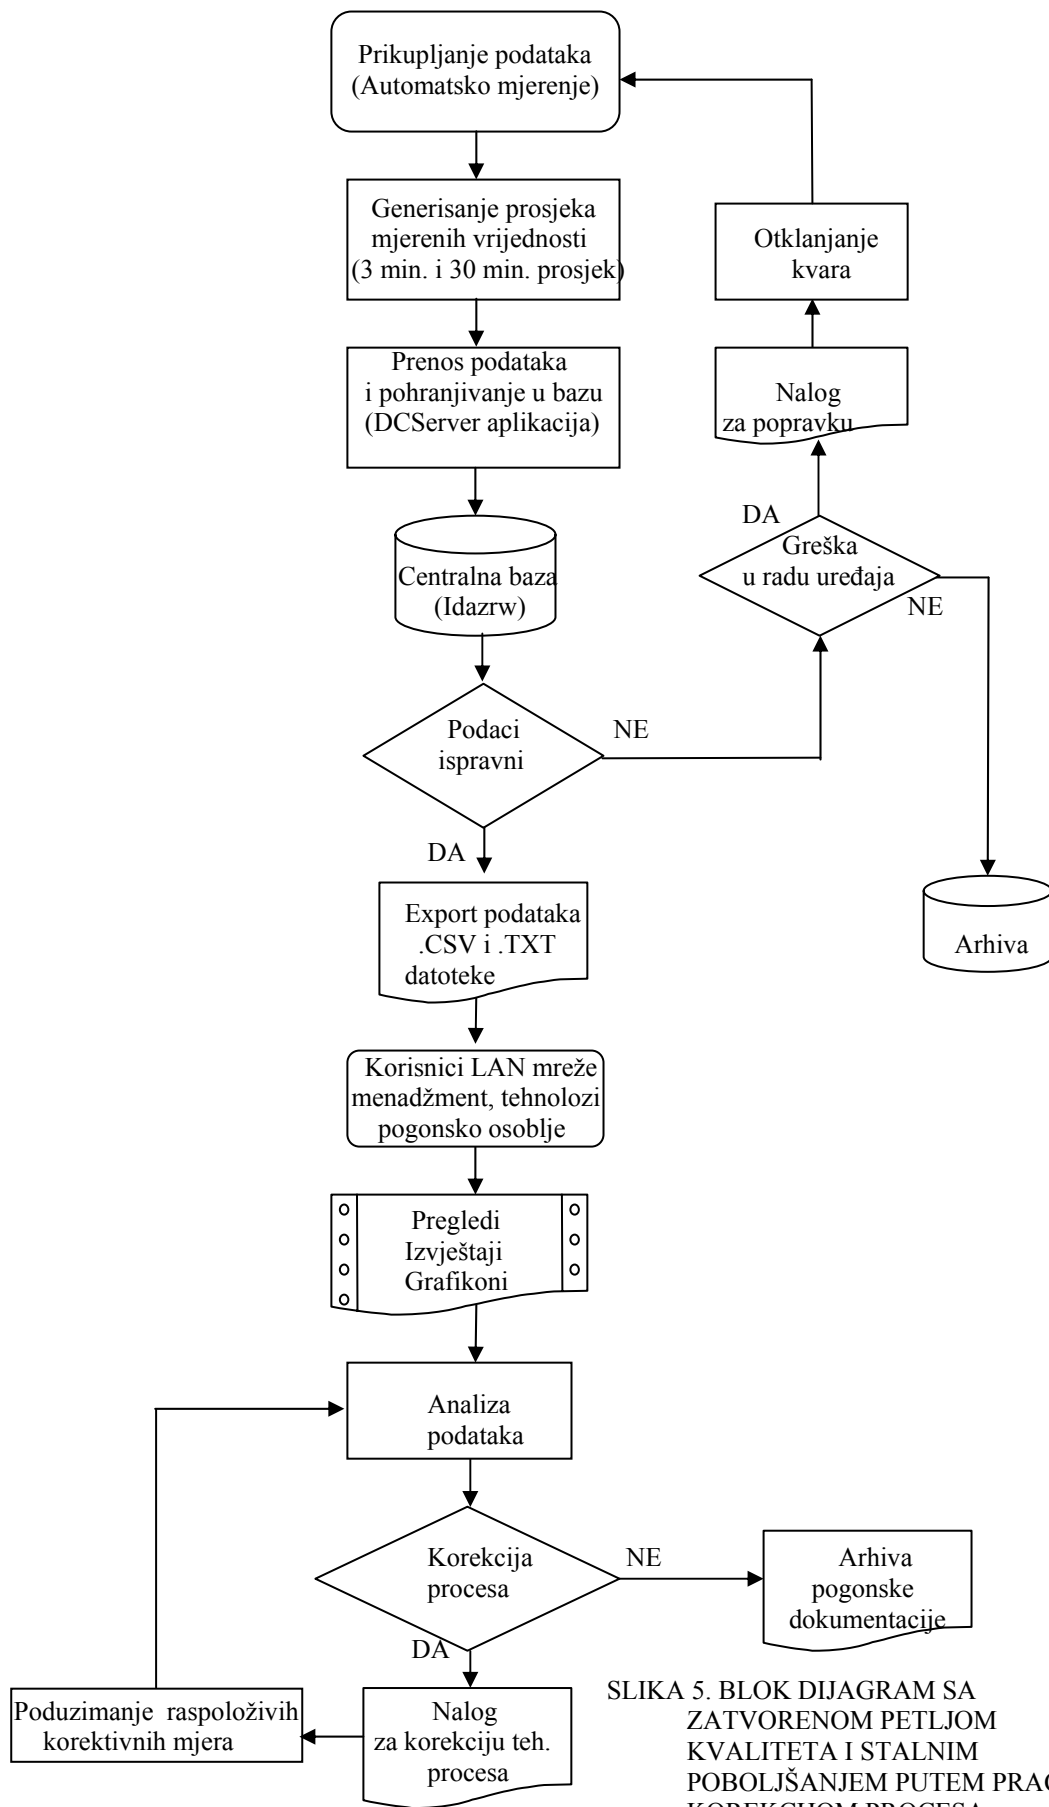 Prikupljanje podataka
(Automatsko mjerenje)
Generisanje prosjeka
mjerenih vrijednosti
(3 min. i 30 min. prosjek)
Otklanjanje
kvara
Prenos podataka
i pohranjivanje u bazu
(DCServer aplikacija)
Nalog
za popravku
DA
Greška
u radu uređaja
NE
Centralna baza
(Idazrw)
Podaci
ispravni
NE
DA
Export podataka
.CSV i .TXT
datoteke
Arhiva
Korisnici LAN mreže
menadžment, tehnolozi
pogonsko osoblje
Pregledi
Izvještaji
Grafikoni
Analiza
podataka
Korekcija
procesa
NE
Arhiva
pogonske
dokumentacije
DA
Poduzimanje raspoloživih
korektivnih mjera
Nalog
za korekciju teh.
procesa
SLIKA 5. BLOK DIJAGRAM SA
ZATVORENOM PETLJOM
KVALITETA I STALNIM
POBOLJŠANJEM PUTEM